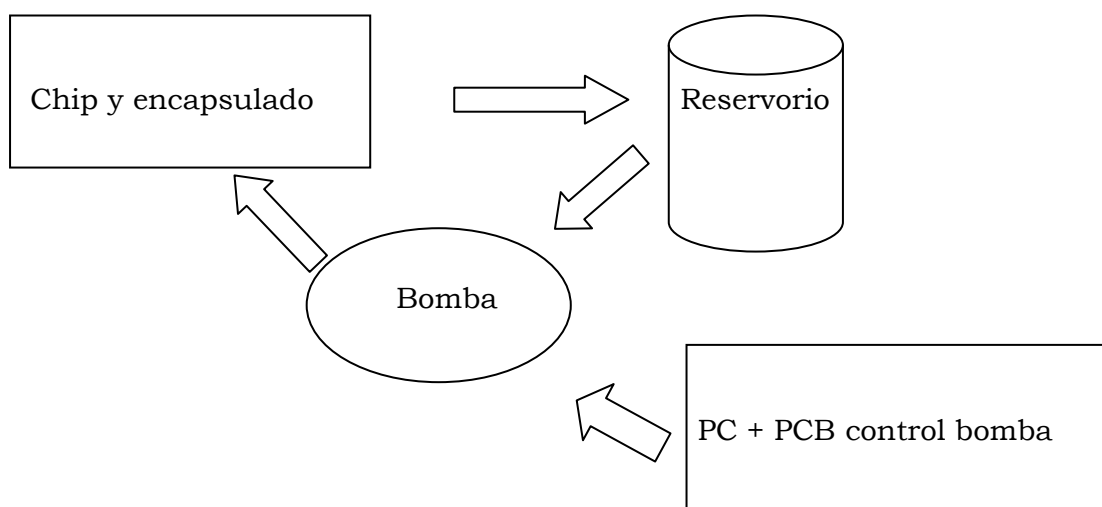 Chip y encapsulado
Reservorio
Bomba
PC + PCB control bomba